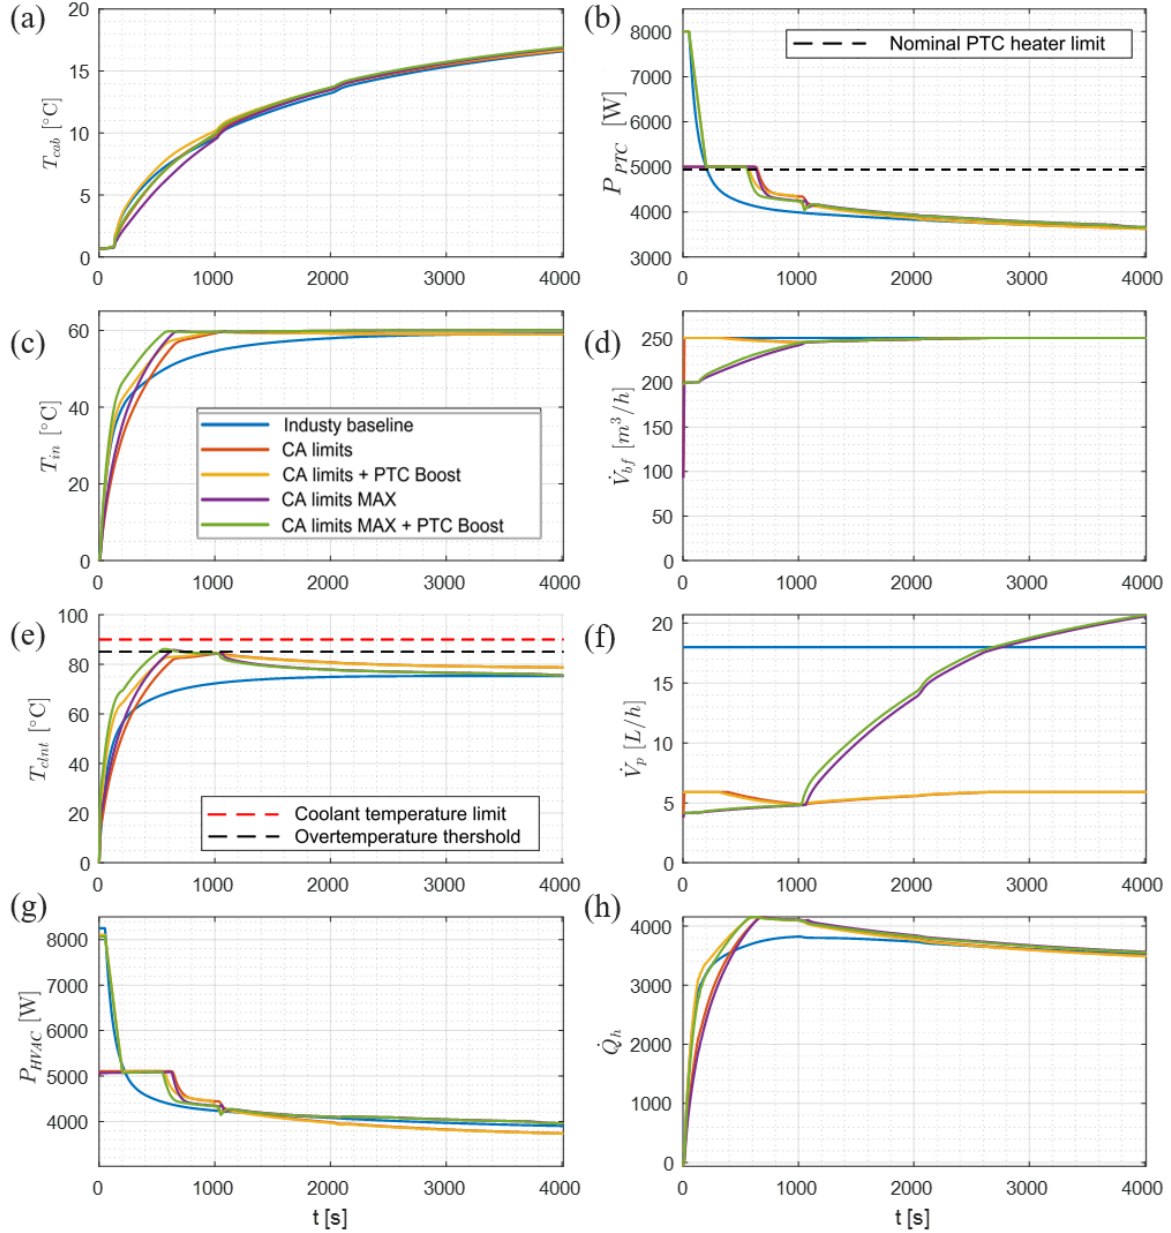 (a)
T_cab [°C]
20
15
10
5
0
0 1000 2000 3000 4000
(b)
P_PTC [W]
8000
7000
6000
5000
4000
3000
Nominal PTC heater limit
0 1000 2000 3000 4000
(c)
T_in [°C]
60
40
20
0
Industy baseline
CA limits
CA limits + PTC Boost
CA limits MAX
CA limits MAX + PTC Boost
0 1000 2000 3000 4000
(d)
V̇_bf [m³/h]
250
200
150
100
50
0
0 1000 2000 3000 4000
(e)
T_clnt [°C]
100
80
60
40
20
0
Coolant temperature limit
Overtemperature thershold
0 1000 2000 3000 4000
(f)
V̇_p [L/h]
20
15
10
5
0
0 1000 2000 3000 4000
(g)
P_HVAC [W]
8000
7000
6000
5000
4000
0 1000 2000 3000 4000
t [s]
(h)
Q̇_h
4000
3000
2000
1000
0
0 1000 2000 3000 4000
t [s]